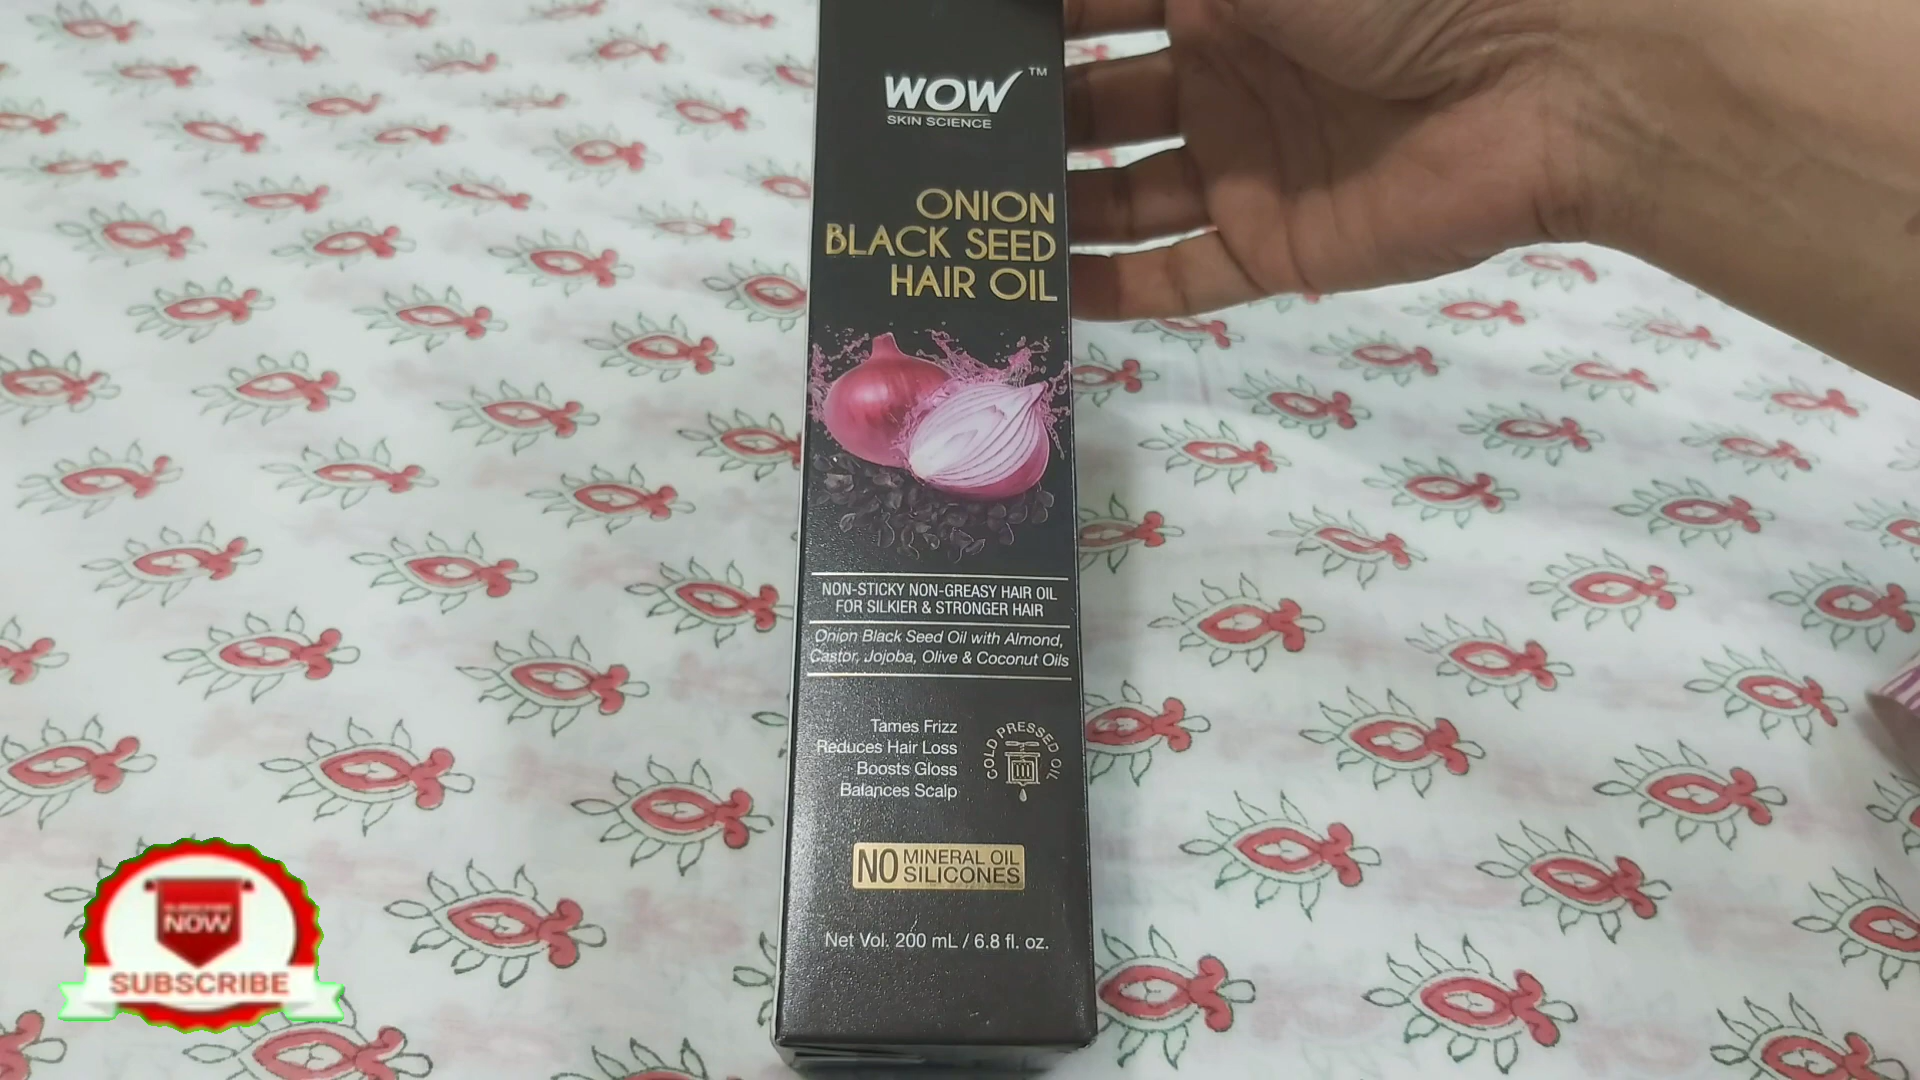 WOW™
SKIN SCIENCE
ONION
BLACK SEED
HAIR OIL
NON-STICKY NON-GREASY HAIR OIL
FOR SILKIER & STRONGER HAIR
Onion Black Seed Oil with Almond,
Castor, Jojoba, Olive & Coconut Oils
Tames Frizz
Reduces Hair Loss
Boosts Gloss
Balances Scalp
COLD PRESSED OIL
NO MINERAL OIL
SILICONES
Net Vol. 200 mL / 6.8 fl. oz.
NOW
SUBSCRIBE